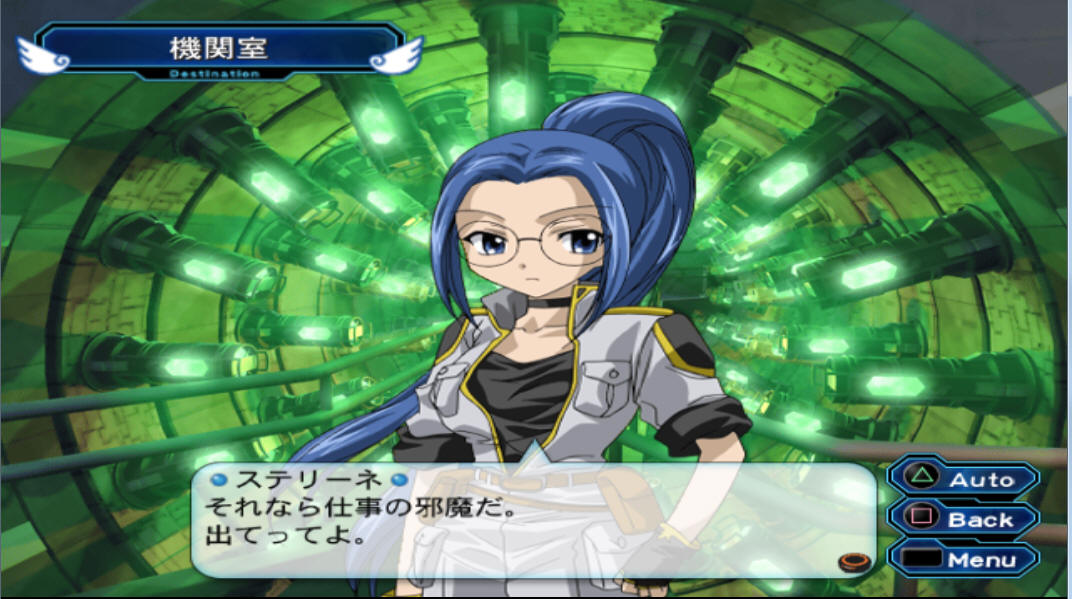 機関室
Destination
ステリーネ
それなら仕事の邪魔だ。
出てってよ。
Auto
Back
Menu